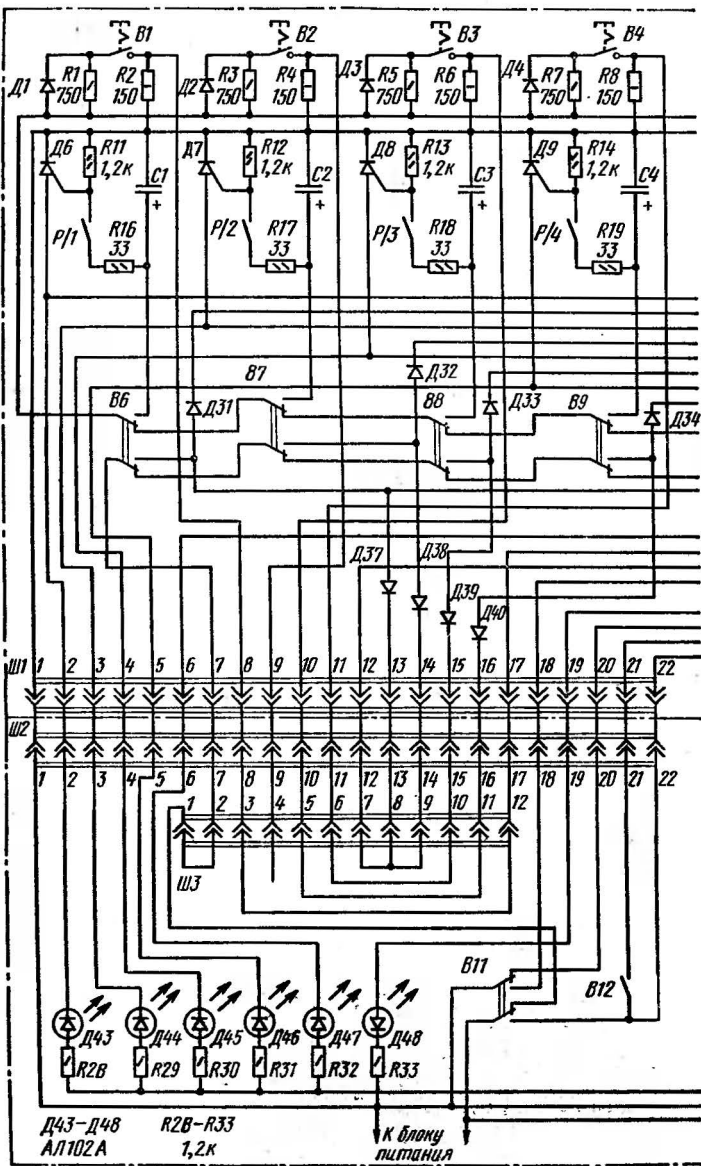 В1 В2 В3 В4
Д1 R1 750 R2 150 Д2 R3 750 R4 150 Д3 R5 750 R6 150 Д4 R7 750 R8 150
Д6 R11 1,2к С1 + Д7 R12 1,2к С2 + Д8 R13 1,2к С3 + Д9 R14 1,2к С4 +
Р/1 R16 33 Р/2 R17 33 Р/3 R18 33 Р/4 R19 33
В6 Д31 В7 Д32 В8 Д33 В9 Д34
Д37 Д38 Д39 Д40
Ш1 1 2 3 4 5 6 7 8 9 10 11 12 13 14 15 16 17 18 19 20 21 22
Ш2
1 2 3 4 5 6 7 8 9 10 11 12 13 14 15 16 17 18 19 20 21 22
1 2 3 4 5 6 7 8 9 10 11 12
Ш3
В11 В12
Д43 Д44 Д45 Д46 Д47 Д48
R28 R29 R30 R31 R32 R33
Д43-Д48 R28-R33 К блоку
АЛ102А 1,2к питания